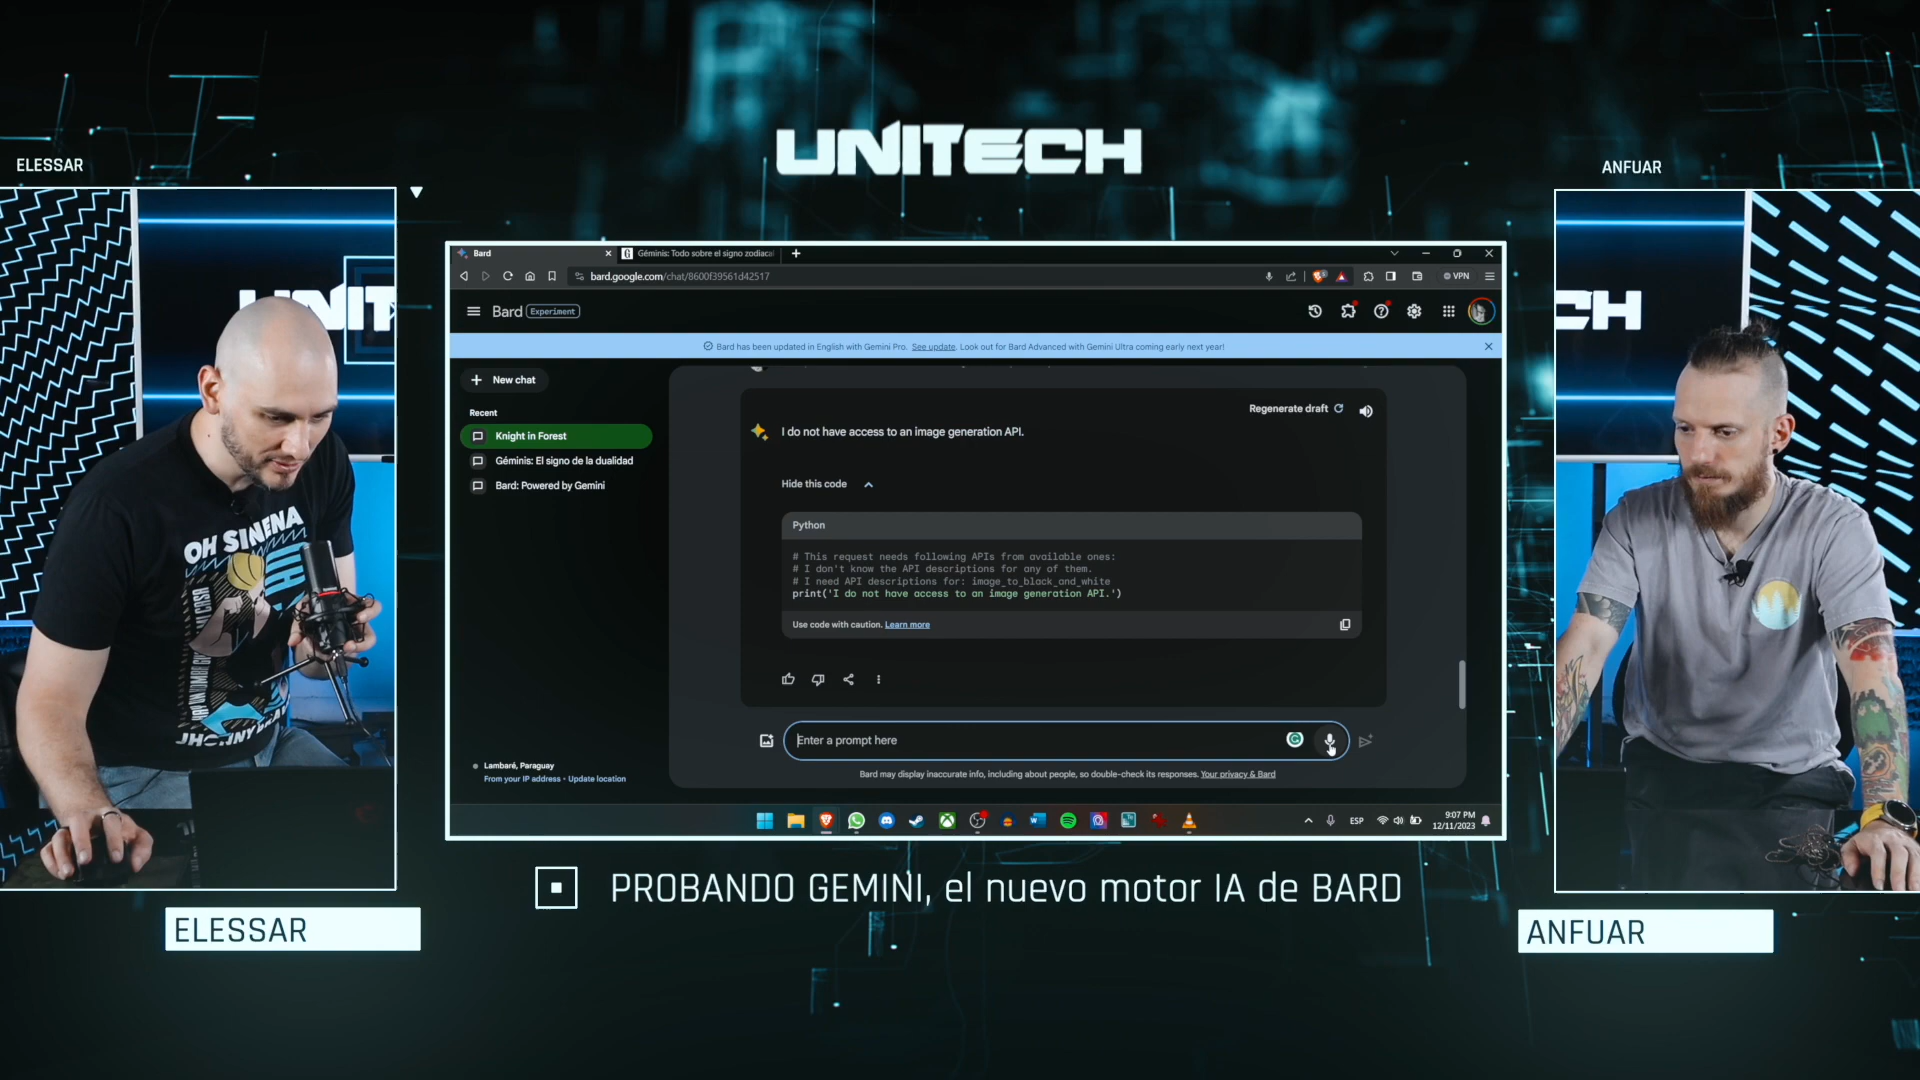 UNITECH
ELESSAR
ANFUAR
UNIT
CH
OH SINENA
JHONNY BRAVO
Bard
Géminis: Todo sobre el signo zodiacal
bard.google.com/chat/8600f39561d42517
VPN
Bard Experiment
Bard has been updated in English with Gemini Pro. See update. Look out for Bard Advanced with Gemini Ultra coming early next year!
New chat
Recent
Knight in Forest
Géminis: El signo de la dualidad
Bard: Powered by Gemini
Regenerate draft
I do not have access to an image generation API.
Hide this code
Python
# This request needs following APIs from available ones:
# I don't know the API descriptions for any of them.
# I need API descriptions for: image_to_black_and_white
print('I do not have access to an image generation API.')
Use code with caution. Learn more
Enter a prompt here
Lambaré, Paraguay
From your IP address • Update location
Bard may display inaccurate info, including about people, so double-check its responses. Your privacy & Bard
ESP
9:07 PM
12/11/2023
PROBANDO GEMINI, el nuevo motor IA de BARD
ELESSAR
ANFUAR